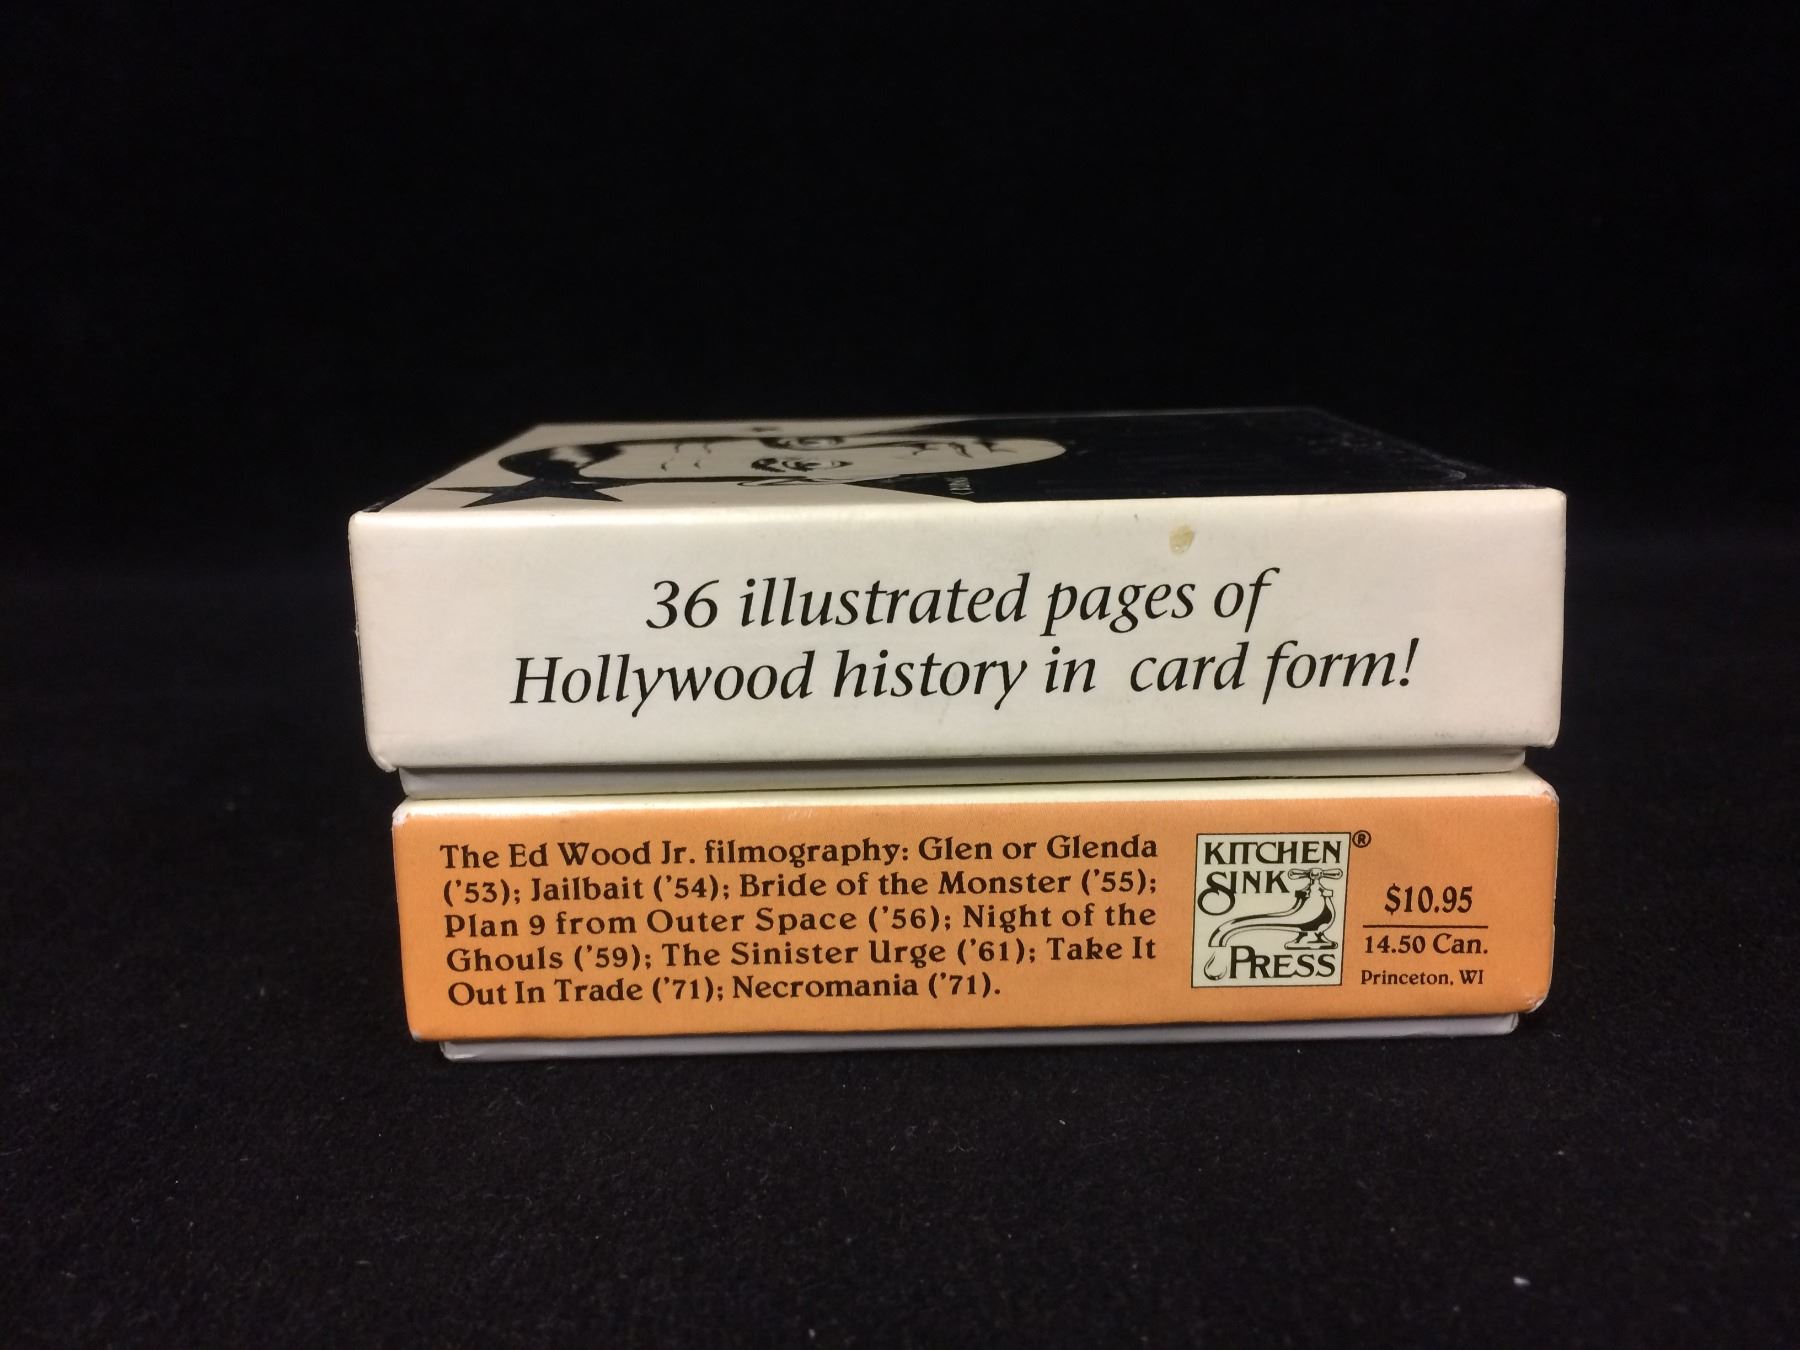 36 illustrated pages of
Hollywood history in card form!
The Ed Wood Jr. filmography: Glen or Glenda
('53); Jailbait ('54); Bride of the Monster ('55);
Plan 9 from Outer Space ('56); Night of the
Ghouls ('59); The Sinister Urge ('61); Take It
Out In Trade ('71); Necromania ('71).
KITCHEN
SINK
PRESS
®
$10.95
14.50 Can.
Princeton, WI